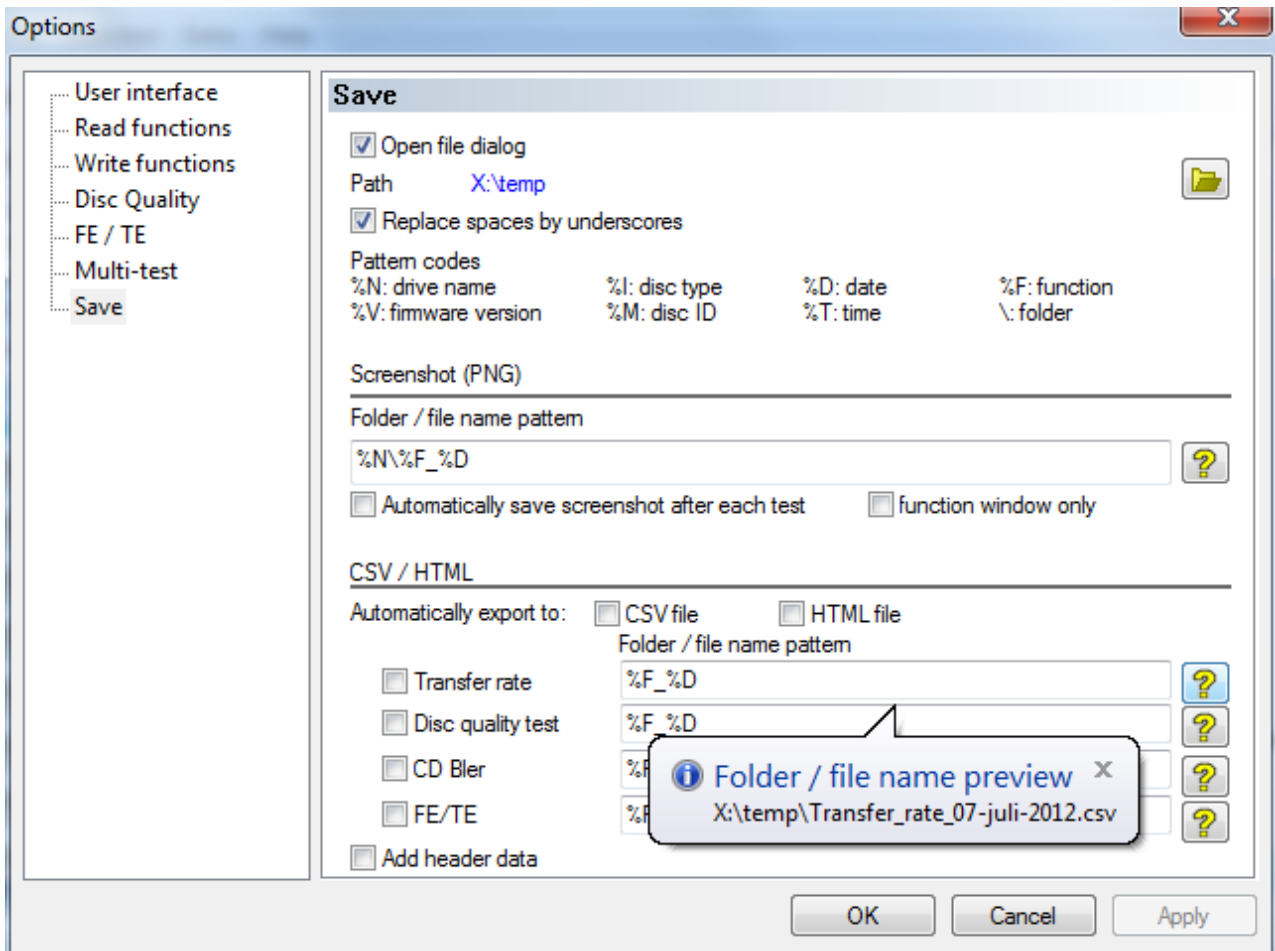 Options
User interface
Read functions
Write functions
Disc Quality
FE / TE
Multi-test
Save
Save
Open file dialog
Path X:\temp
Replace spaces by underscores
Pattern codes
%N: drive name %I: disc type %D: date %F: function
%V: firmware version %M: disc ID %T: time \: folder
Screenshot (PNG)
Folder / file name pattern
%N\%F_%D
Automatically save screenshot after each test function window only
CSV / HTML
Automatically export to: CSV file HTML file
Folder / file name pattern
Transfer rate %F_%D
Disc quality test %F_%D
CD Bler
FE/TE
Folder / file name preview
X:\temp\Transfer_rate_07-juli-2012.csv
Add header data
OK Cancel Apply